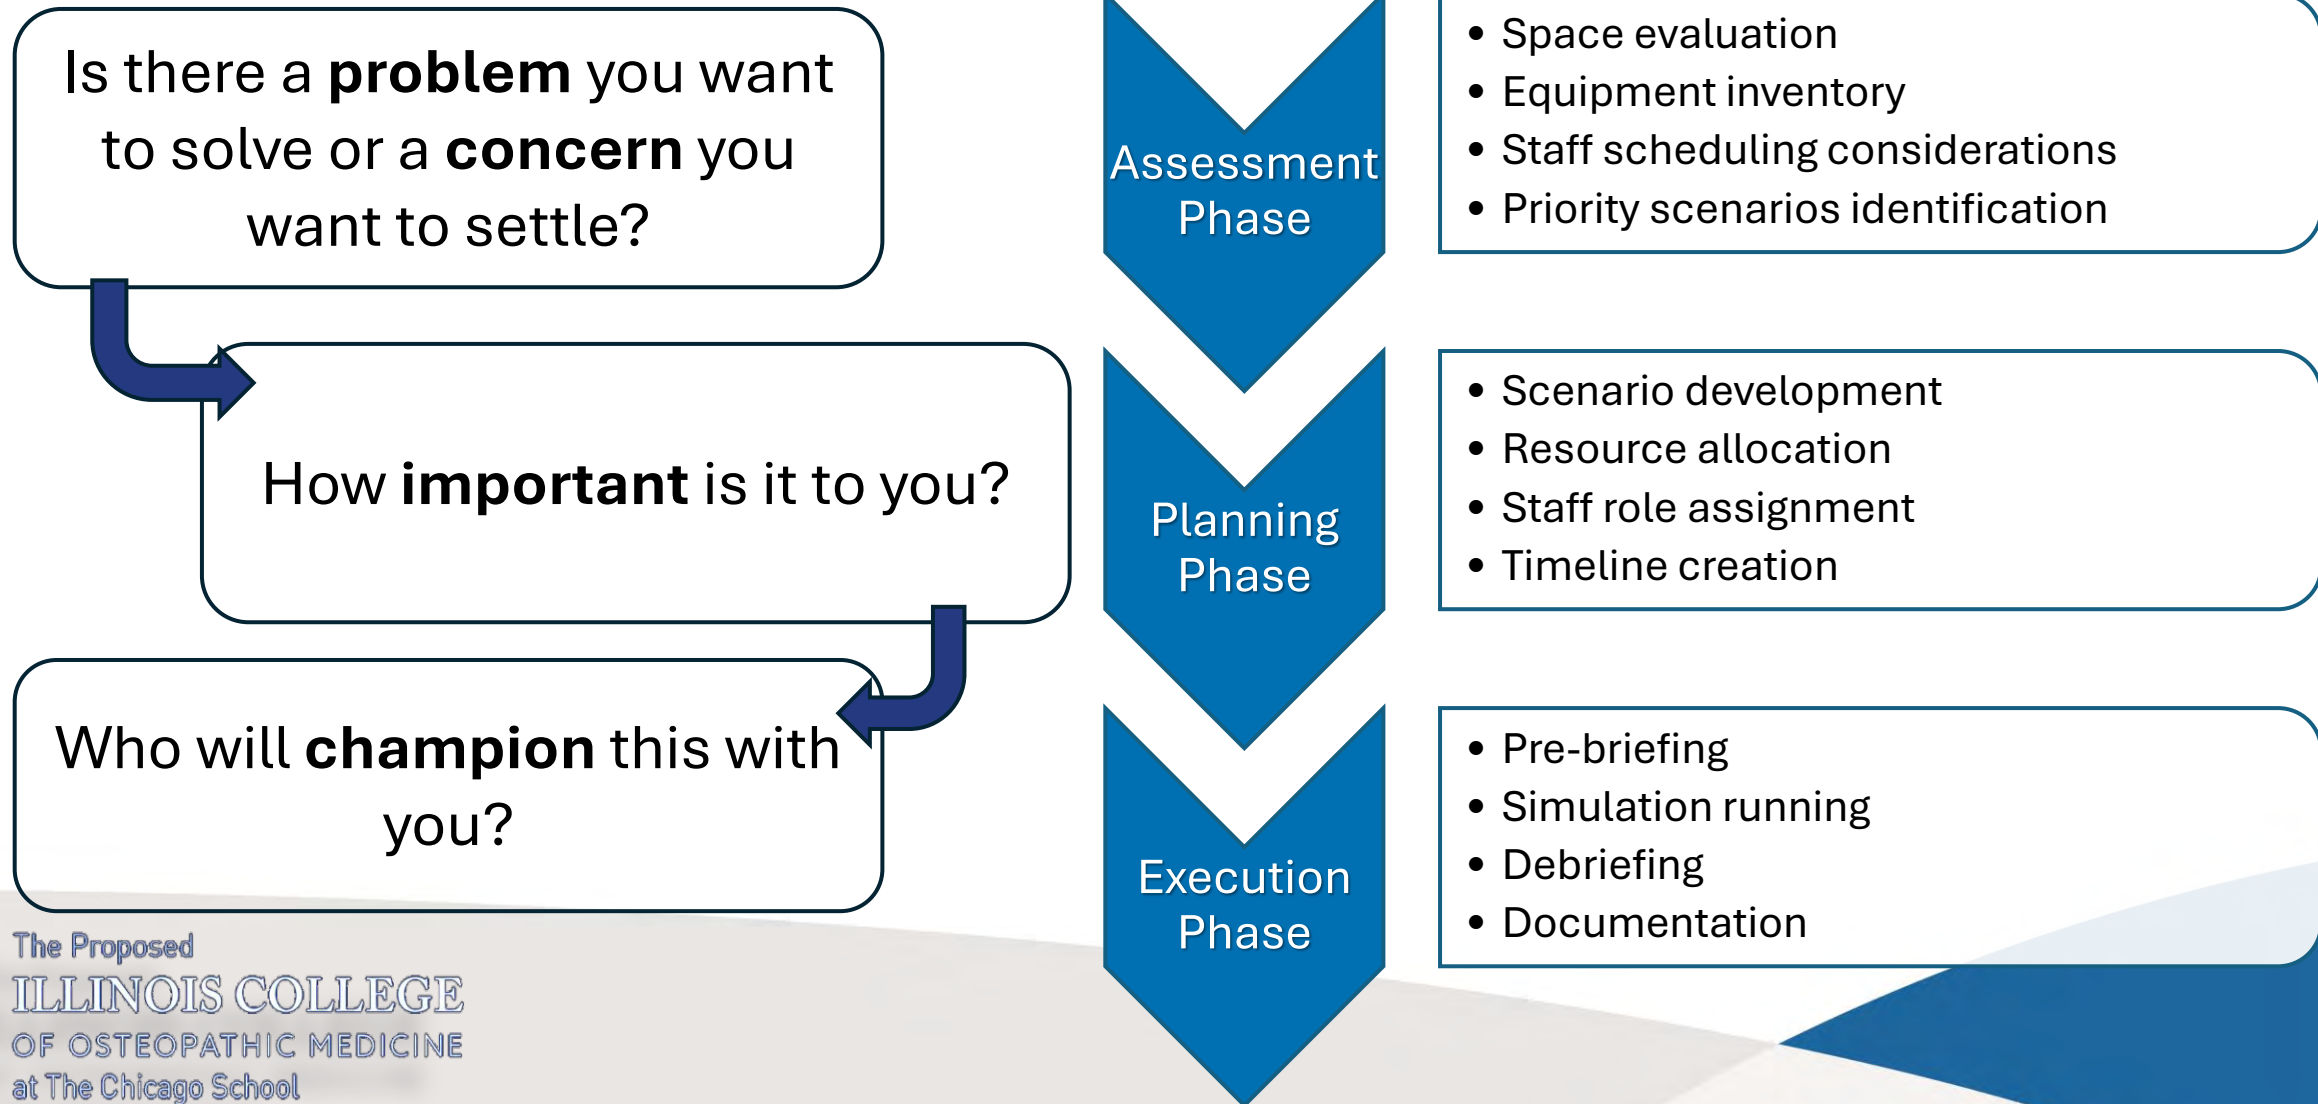 Is there a problem you want
to solve or a concern you
want to settle?
How important is it to you?
Who will champion this with
you?
Assessment
Phase
• Space evaluation
• Equipment inventory
• Staff scheduling considerations
• Priority scenarios identification
Planning
Phase
• Scenario development
• Resource allocation
• Staff role assignment
• Timeline creation
Execution
Phase
• Pre-briefing
• Simulation running
• Debriefing
• Documentation
The Proposed
ILLINOIS COLLEGE
OF OSTEOPATHIC MEDICINE
at The Chicago School